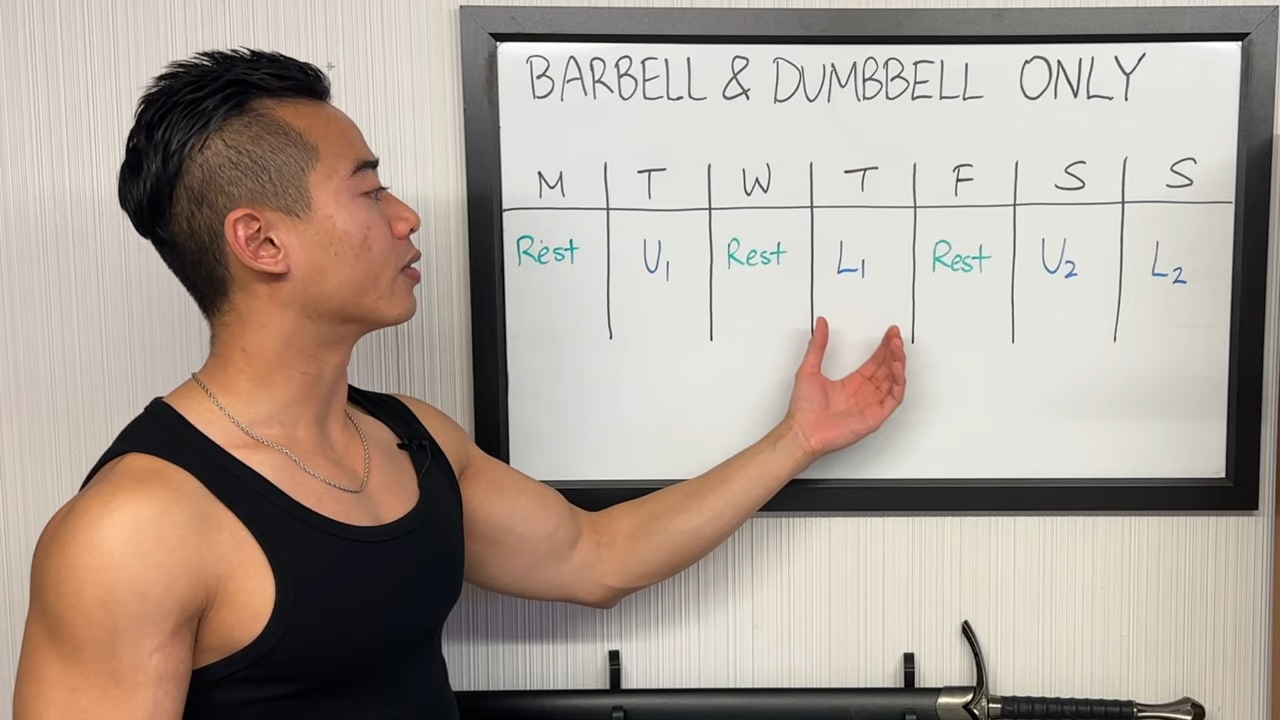 BARBELL & DUMBBELL ONLY
M T W T F S S
Rest U1 Rest L1 Rest U2 L2